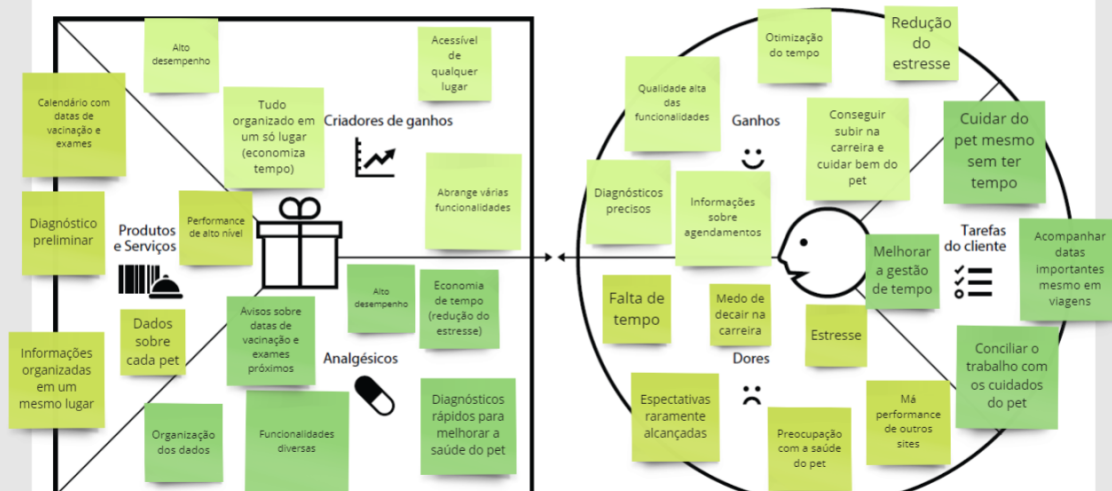 Alto
desempenho
Acessível
de
qualquer
lugar
Calendário com
datas de
vacinação e
exames
Tudo
organizado em
um só lugar
(economiza
tempo)
Criadores de ganhos
Abrange várias
funcionalidades
Diagnóstico
preliminar
Produtos
e Serviços
Performance
de alto nível
Alto
desempenho
Economia
de tempo
(redução do
estresse)
Avisos sobre
datas de
vacinação e
exames
próximos
Dados
sobre
cada pet
Informações
organizadas
em um
mesmo lugar
Analgésicos
Organização
dos dados
Funcionalidades
diversas
Diagnósticos
rápidos para
melhorar a
saúde do pet
Otimização
do tempo
Redução
do
estresse
Qualidade alta
das
funcionalidades
Ganhos
Conseguir
subir na
carreira e
cuidar bem do
pet
Cuidar do
pet mesmo
sem ter
tempo
Diagnósticos
precisos
Informações
sobre
agendamentos
Melhorar
a gestão
de tempo
Tarefas
do cliente
Acompanhar
datas
importantes
mesmo em
viagens
Falta de
tempo
Medo de
decair na
carreira
Estresse
Dores
Conciliar o
trabalho com
os cuidados
do pet
Espectativas
raramente
alcançadas
Preocupação
com a saúde
do pet
Má
performance
de outros
sites